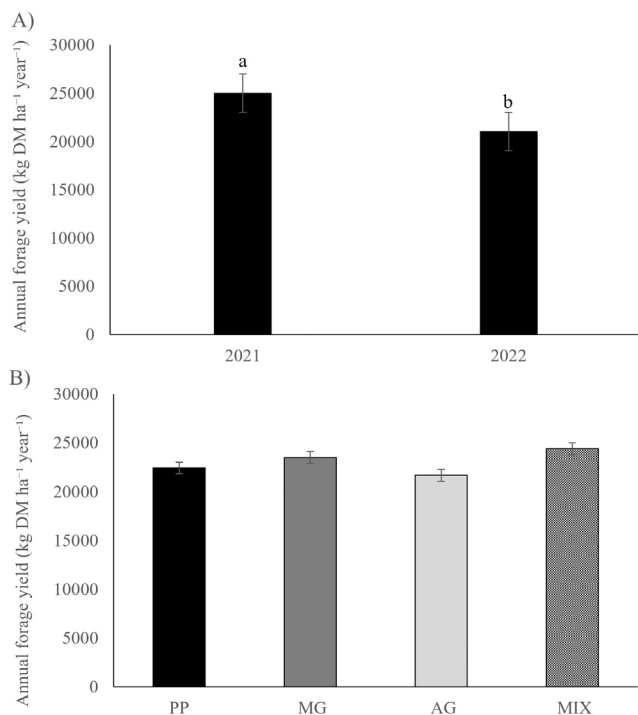 A)
Annual forage yield (kg DM ha⁻¹ year⁻¹)
30000
25000
20000
15000
10000
5000
0
a
b
2021
2022
B)
Annual forage yield (kg DM ha⁻¹ year⁻¹)
30000
25000
20000
15000
10000
5000
0
PP
MG
AG
MIX